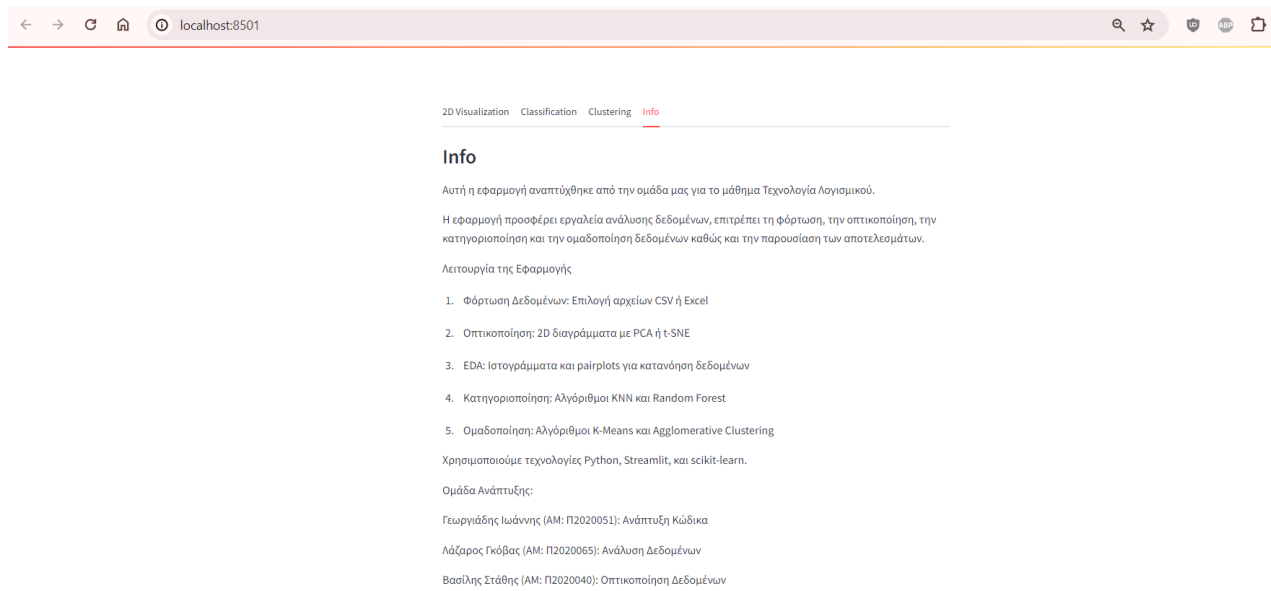 localhost:8501
2D Visualization Classification Clustering Info
Info
Αυτή η εφαρμογή αναπτύχθηκε από την ομάδα μας για το μάθημα Τεχνολογία Λογισμικού.
Η εφαρμογή προσφέρει εργαλεία ανάλυσης δεδομένων, επιτρέπει τη φόρτωση, την οπτικοποίηση, την
κατηγοριοποίηση και την ομαδοποίηση δεδομένων καθώς και την παρουσίαση των αποτελεσμάτων.
Λειτουργία της Εφαρμογής
1. Φόρτωση Δεδομένων: Επιλογή αρχείων CSV ή Excel
2. Οπτικοποίηση: 2D διαγράμματα με PCA ή t-SNE
3. EDA: Ιστογράμματα και pairplots για κατανόηση δεδομένων
4. Κατηγοριοποίηση: Αλγόριθμοι KNN και Random Forest
5. Ομαδοποίηση: Αλγόριθμοι K-Means και Agglomerative Clustering
Χρησιμοποιούμε τεχνολογίες Python, Streamlit, και scikit-learn.
Ομάδα Ανάπτυξης:
Γεωργιάδης Ιωάννης (ΑΜ: Π2020051): Ανάπτυξη Κώδικα
Λάζαρος Γκόβας (ΑΜ: Π2020065): Ανάλυση Δεδομένων
Βασίλης Στάθης (ΑΜ: Π2020040): Οπτικοποίηση Δεδομένων